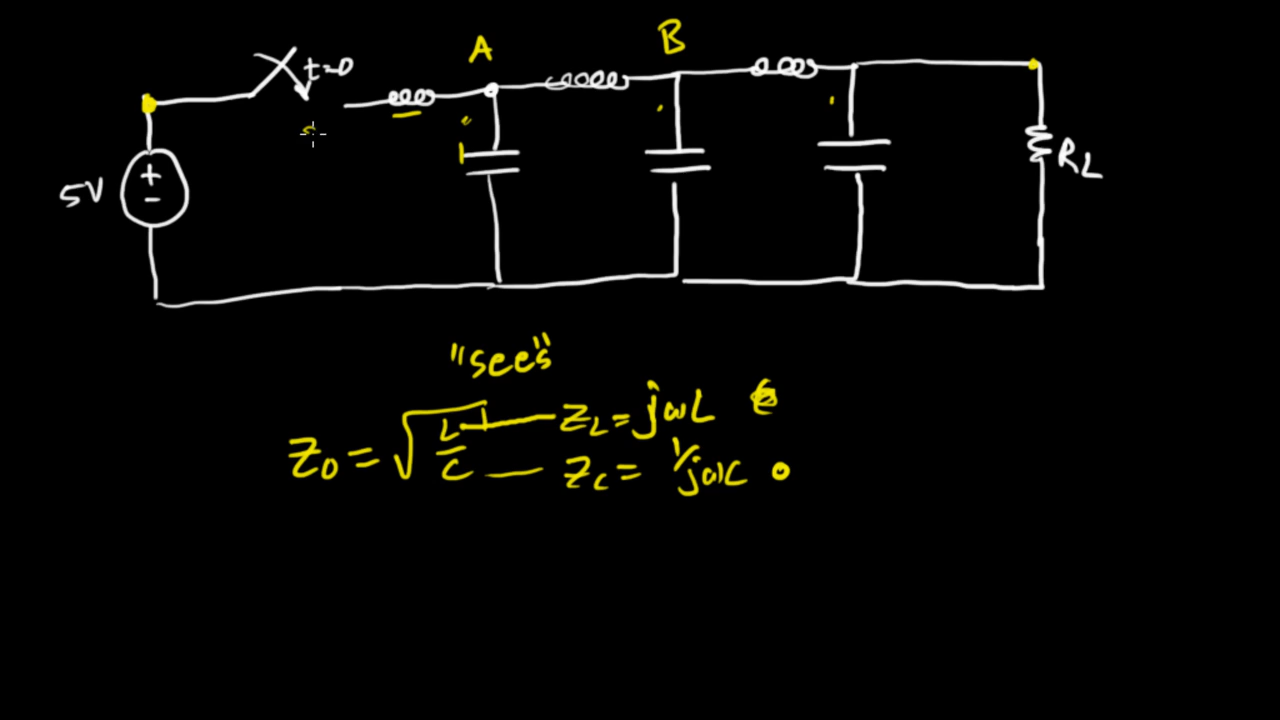 A
B
t=0
+
-
5V
RL
"sees"
Z0 = √L/C — ZL = jωL
ZC = 1/jωC